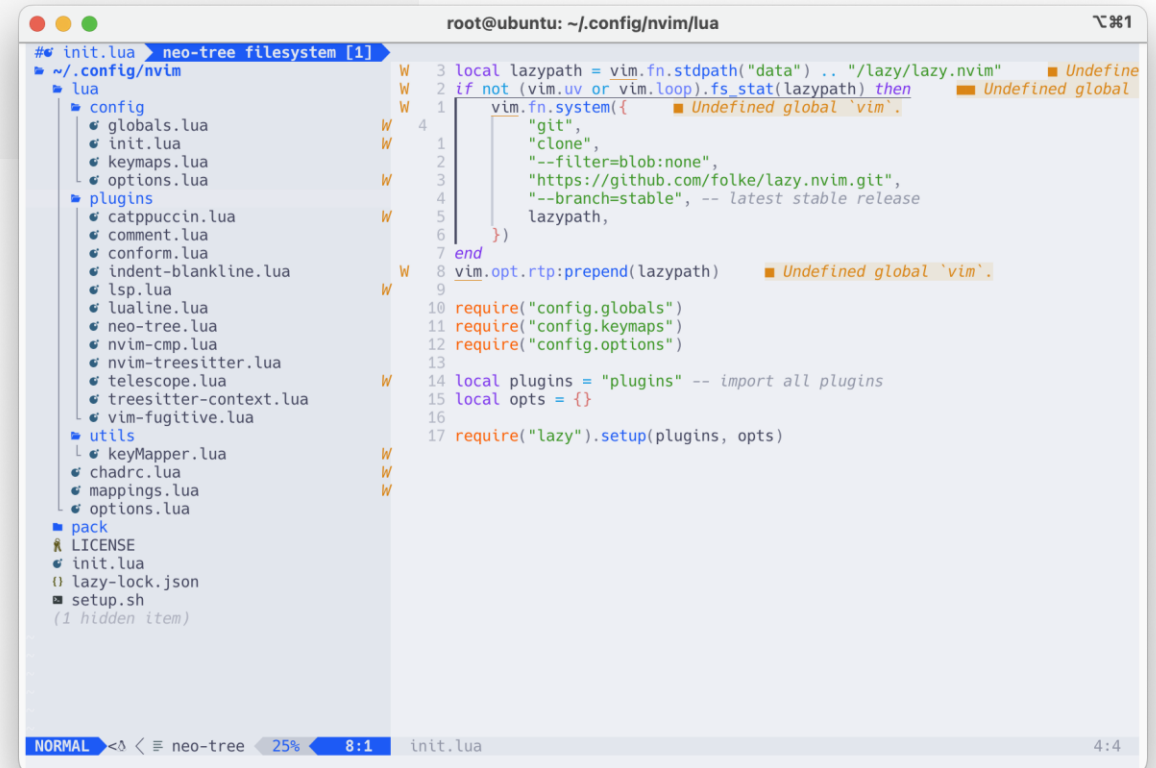 root@ubuntu: ~/.config/nvim/lua
⌥⌘1
# init.lua neo-tree filesystem [1]
~/.config/nvim
lua
config
globals.lua W
init.lua W
keymaps.lua
options.lua W
plugins
catppuccin.lua W
comment.lua
conform.lua
indent-blankline.lua
lsp.lua W
lualine.lua
neo-tree.lua
nvim-cmp.lua
nvim-treesitter.lua
telescope.lua W
treesitter-context.lua
vim-fugitive.lua
utils
keyMapper.lua W
chadrc.lua W
mappings.lua W
options.lua
pack
LICENSE
init.lua
lazy-lock.json
setup.sh
(1 hidden item)
W 3 local lazypath = vim.fn.stdpath("data") .. "/lazy/lazy.nvim" ■ Undefine
W 2 if not (vim.uv or vim.loop).fs_stat(lazypath) then ■■ Undefined global
W 1 vim.fn.system({ ■ Undefined global `vim`.
4 "git",
1 "clone",
2 "--filter=blob:none",
3 "https://github.com/folke/lazy.nvim.git",
4 "--branch=stable", -- latest stable release
5 lazypath,
6 })
7 end
W 8 vim.opt.rtp:prepend(lazypath) ■ Undefined global `vim`.
9
10 require("config.globals")
11 require("config.keymaps")
12 require("config.options")
13
14 local plugins = "plugins" -- import all plugins
15 local opts = {}
16
17 require("lazy").setup(plugins, opts)
NORMAL < neo-tree 25% 8:1 init.lua 4:4